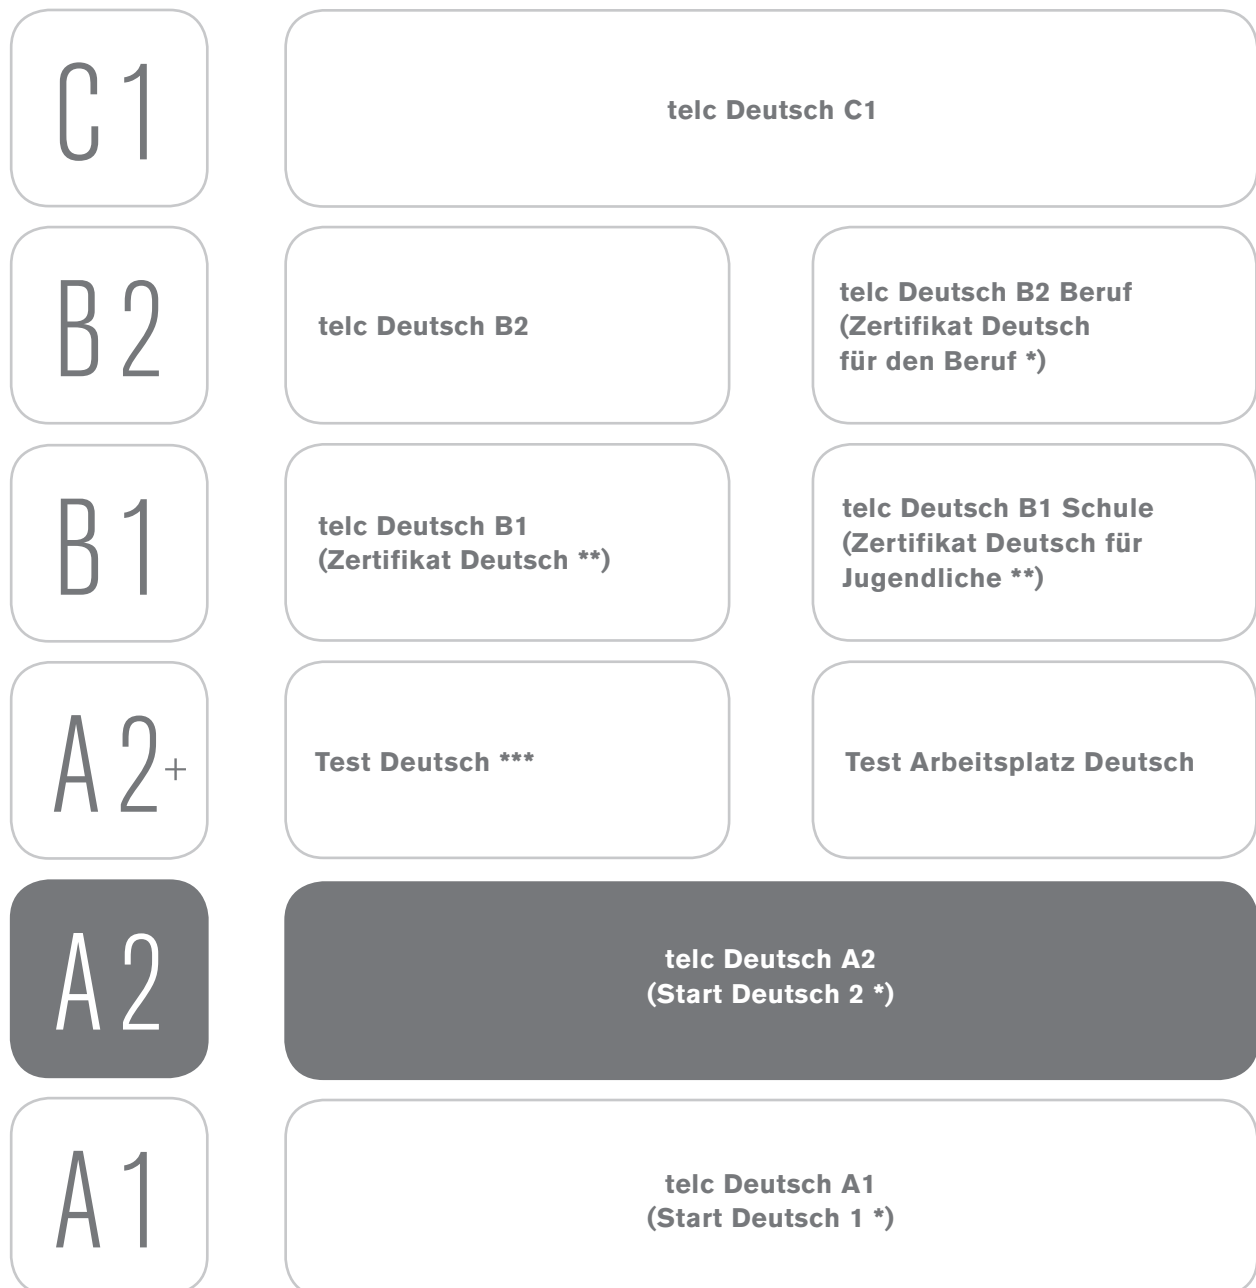 C1
telc Deutsch C1
B2
telc Deutsch B2
telc Deutsch B2 Beruf
(Zertifikat Deutsch
für den Beruf *)
B1
telc Deutsch B1
(Zertifikat Deutsch **)
telc Deutsch B1 Schule
(Zertifikat Deutsch für
Jugendliche **)
A2+
Test Deutsch ***
Test Arbeitsplatz Deutsch
A2
telc Deutsch A2
(Start Deutsch 2 *)
A1
telc Deutsch A1
(Start Deutsch 1 *)